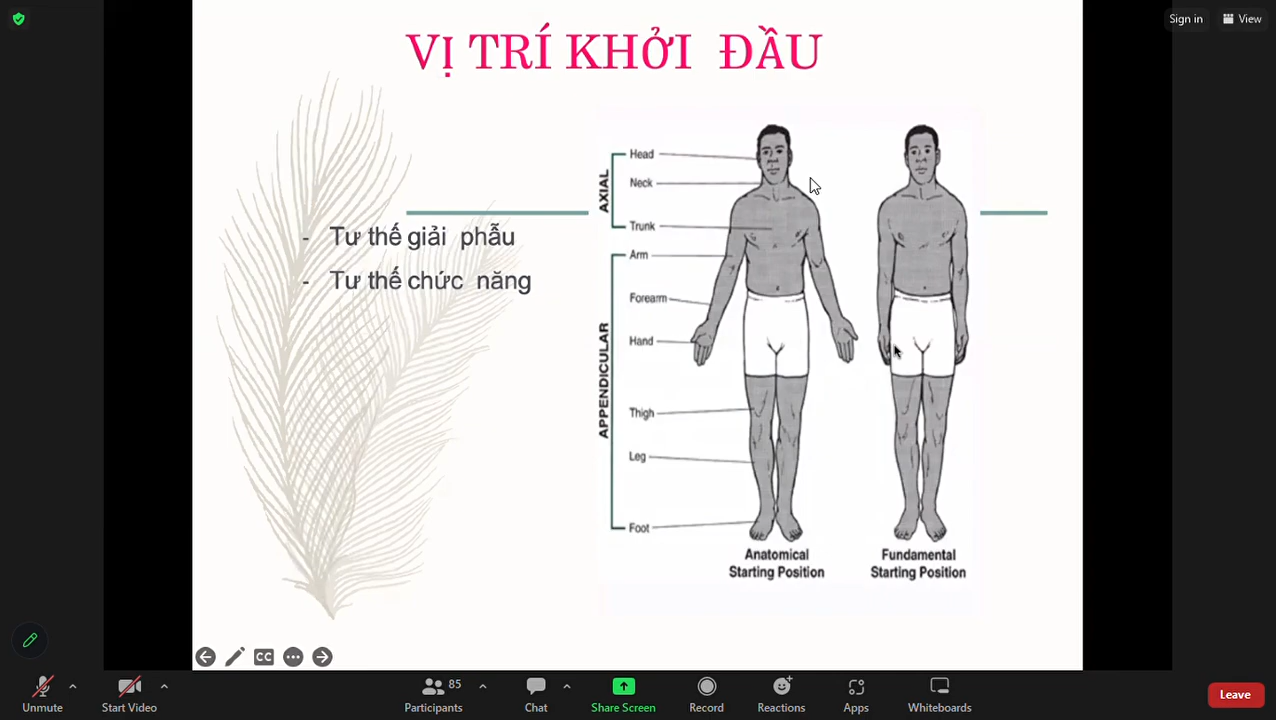 Sign in
View
VỊ TRÍ KHỞI ĐẦU
- Tư thế giải phẫu
- Tư thế chức năng
AXIAL
Head
Neck
Trunk
APPENDICULAR
Arm
Forearm
Hand
Thigh
Leg
Foot
Anatomical
Starting Position
Fundamental
Starting Position
CC
Unmute
Start Video
85
Participants
Chat
Share Screen
Record
Reactions
Apps
Whiteboards
Leave